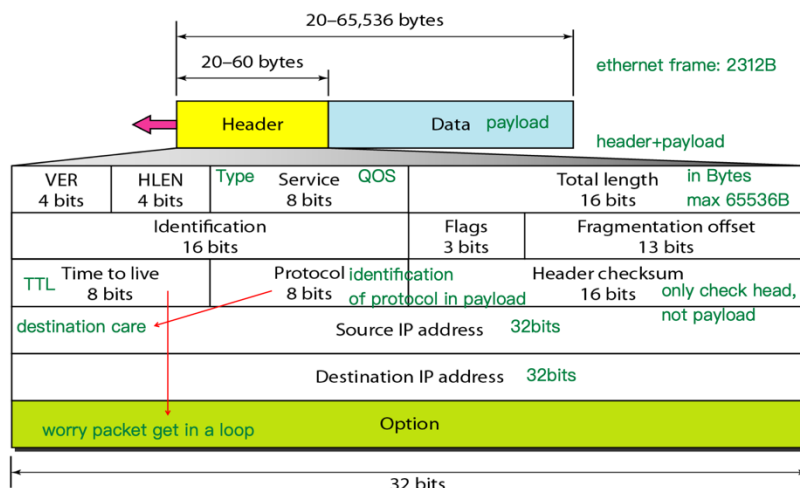 20–65,536 bytes
20–60 bytes
ethernet frame: 2312B
Header
Data payload
header+payload
VER
4 bits
HLEN
4 bits
Type Service QOS
8 bits
Total length in Bytes
16 bits max 65536B
Identification
16 bits
Flags
3 bits
Fragmentation offset
13 bits
TTL Time to live
8 bits
Protocol identification
8 bits of protocol in payload
Header checksum
16 bits only check head,
not payload
destination care
Source IP address 32bits
Destination IP address 32bits
Option
worry packet get in a loop
32 bits